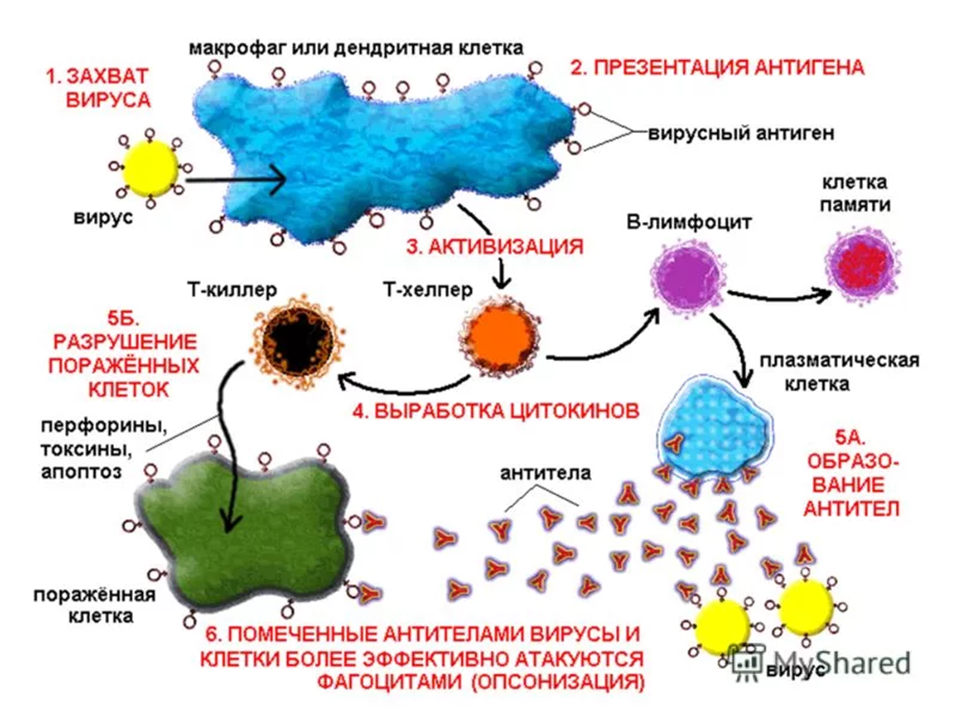 макрофаг или дендритная клетка
1. ЗАХВАТ
ВИРУСА
2. ПРЕЗЕНТАЦИЯ АНТИГЕНА
вирусный антиген
вирус
клетка
памяти
В-лимфоцит
3. АКТИВИЗАЦИЯ
Т-киллер
Т-хелпер
5Б.
РАЗРУШЕНИЕ
ПОРАЖЁННЫХ
КЛЕТОК
плазматическая
клетка
4. ВЫРАБОТКА ЦИТОКИНОВ
перфорины,
токсины,
апоптоз
антитела
5А.
ОБРАЗО-
ВАНИЕ
АНТИТЕЛ
поражённая
клетка
6. ПОМЕЧЕННЫЕ АНТИТЕЛАМИ ВИРУСЫ И
КЛЕТКИ БОЛЕЕ ЭФФЕКТИВНО АТАКУЮТСЯ
ФАГОЦИТАМИ (ОПСОНИЗАЦИЯ)
MyShared
вирус